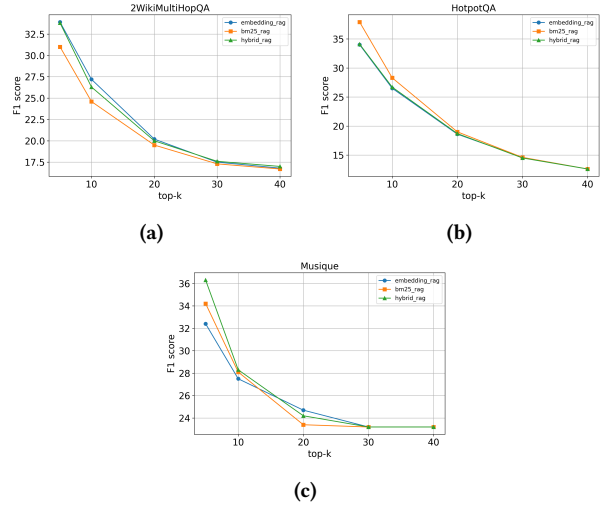 2WikiMultiHopQA
F1 score
32.5
30.0
27.5
25.0
22.5
20.0
17.5
embedding_rag
bm25_rag
hybrid_rag
10 20 30 40
top-k
(a)
HotpotQA
F1 score
35
30
25
20
15
embedding_rag
bm25_rag
hybrid_rag
10 20 30 40
top-k
(b)
Musique
F1 score
36
34
32
30
28
26
24
embedding_rag
bm25_rag
hybrid_rag
10 20 30 40
top-k
(c)